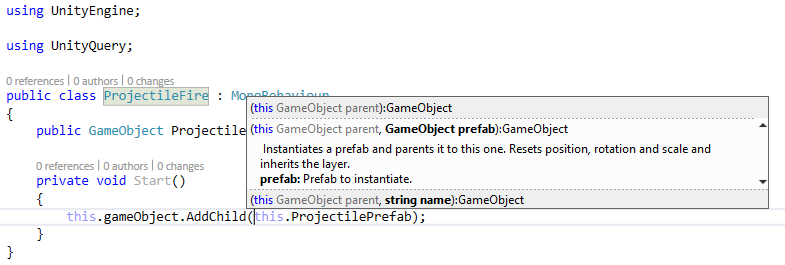 using UnityEngine;
using UnityQuery;
0 references | 0 authors | 0 changes
public class ProjectileFire : MonoBehaviour
{
public GameObject Projectile
0 references | 0 authors | 0 changes
private void Start()
{
this.gameObject.AddChild(this.ProjectilePrefab);
}
}
(this GameObject parent):GameObject
(this GameObject parent, GameObject prefab):GameObject
Instantiates a prefab and parents it to this one. Resets position, rotation and scale and
inherits the layer.
prefab: Prefab to instantiate.
(this GameObject parent, string name):GameObject